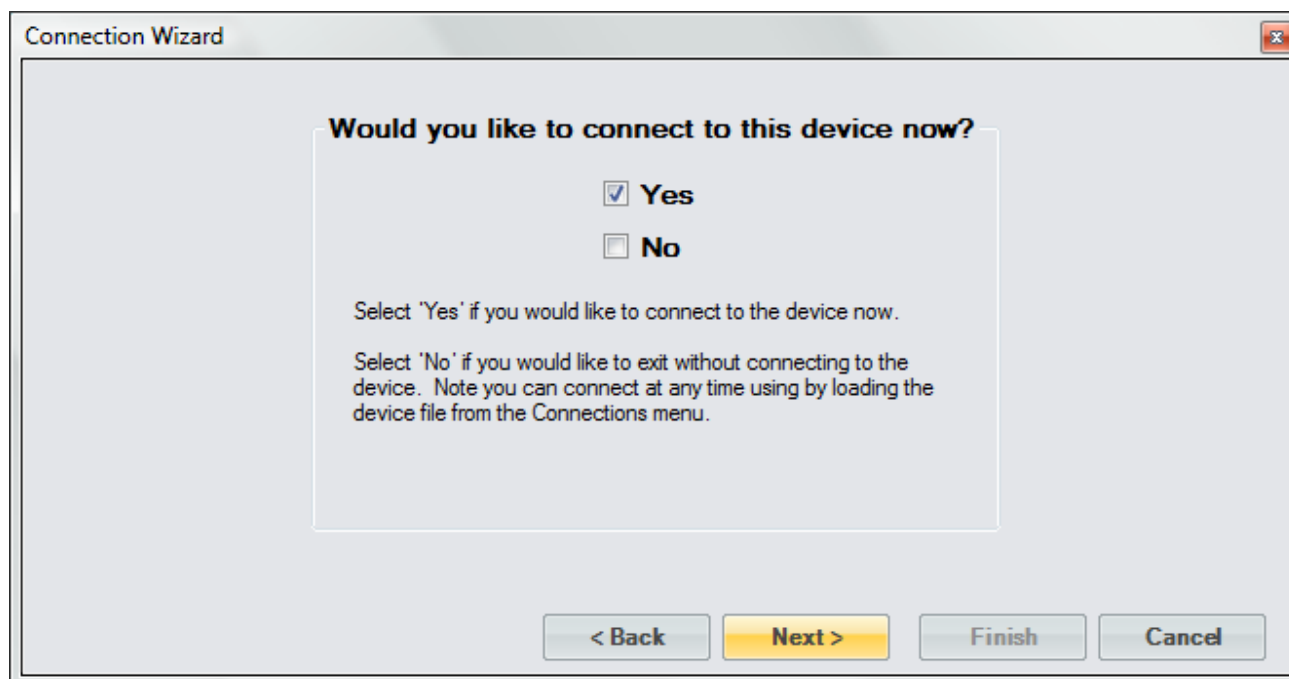 Connection Wizard
Would you like to connect to this device now?
Yes
No
Select 'Yes' if you would like to connect to the device now.
Select 'No' if you would like to exit without connecting to the
device.  Note you can connect at any time using by loading the
device file from the Connections menu.
< Back Next > Finish Cancel